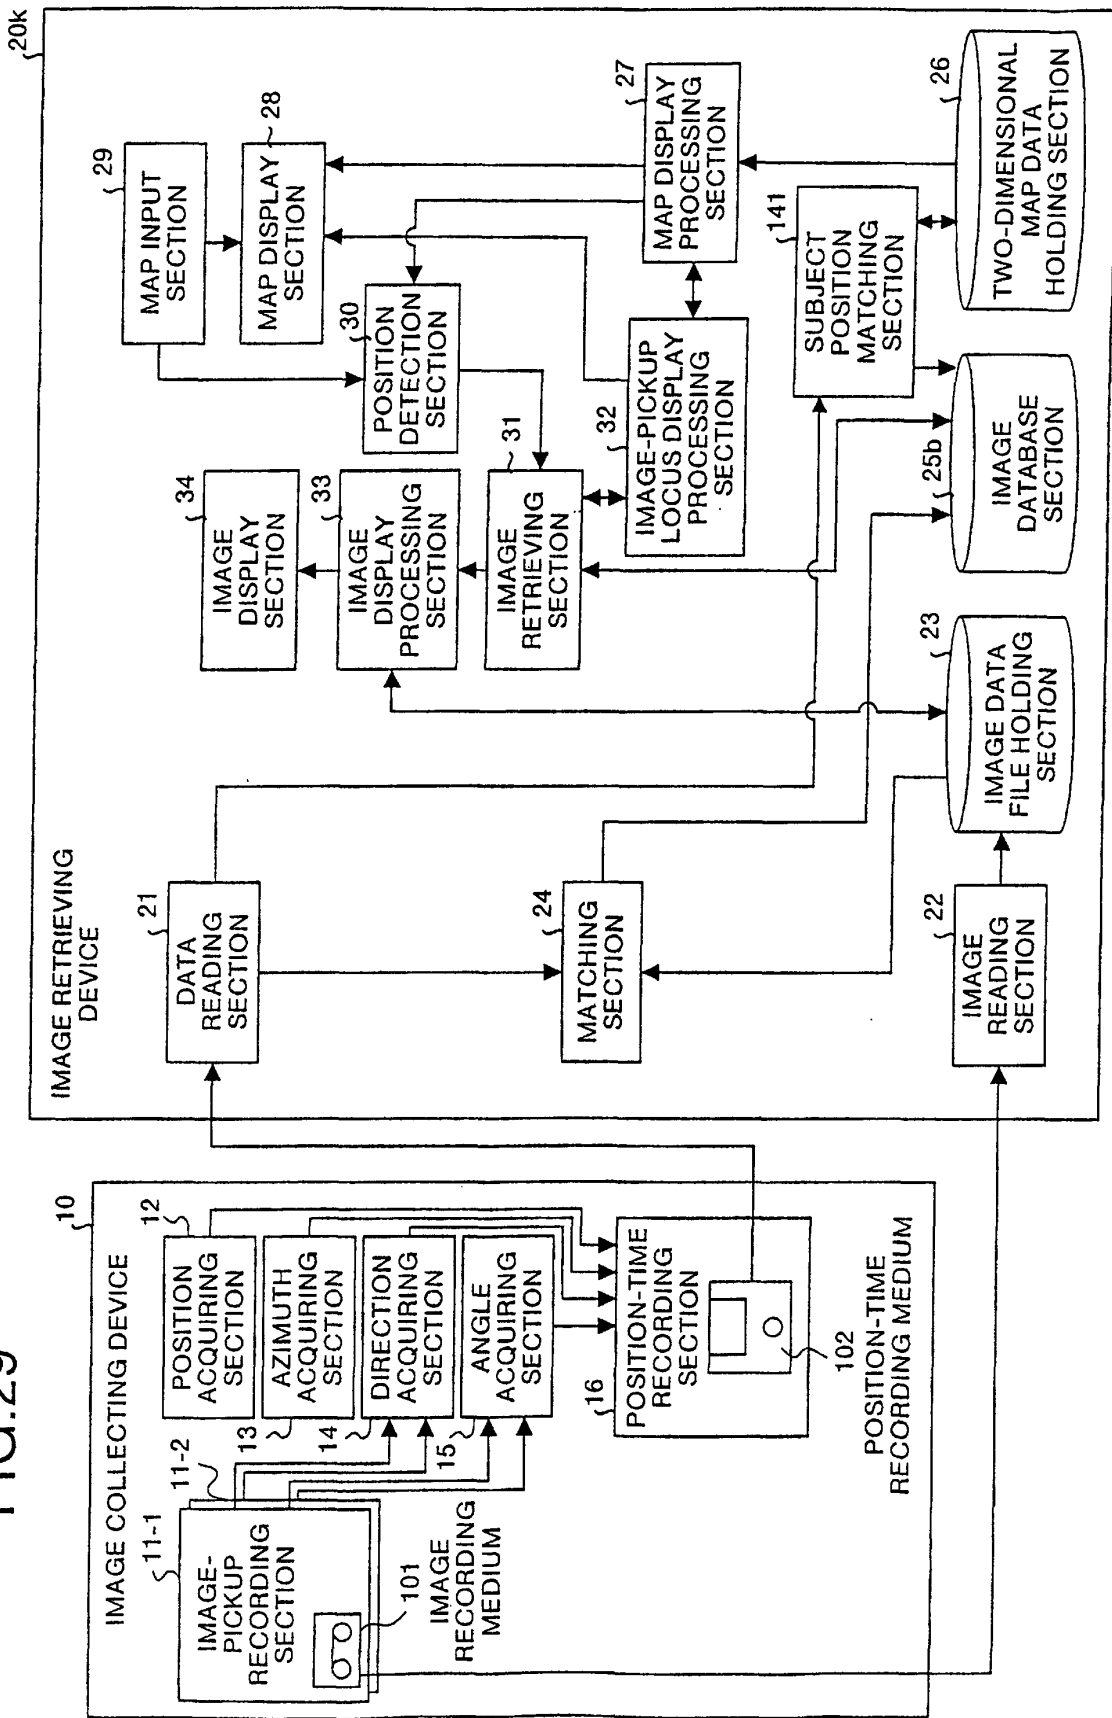 FIG.29
10
IMAGE COLLECTING DEVICE
11-1
11-2
IMAGE-
PICKUP
RECORDING
SECTION
101
IMAGE
RECORDING
MEDIUM
12
POSITION
ACQUIRING
SECTION
13
AZIMUTH
ACQUIRING
SECTION
14
DIRECTION
ACQUIRING
SECTION
15
ANGLE
ACQUIRING
SECTION
16
POSITION-TIME
RECORDING
SECTION
102
POSITION-TIME
RECORDING MEDIUM
20k
IMAGE RETRIEVING
DEVICE
21
DATA
READING
SECTION
24
MATCHING
SECTION
22
IMAGE
READING
SECTION
34
IMAGE
DISPLAY
SECTION
33
IMAGE
DISPLAY
PROCESSING
SECTION
31
IMAGE
RETRIEVING
SECTION
23
IMAGE DATA
FILE HOLDING
SECTION
29
MAP INPUT
SECTION
28
MAP DISPLAY
SECTION
30
POSITION
DETECTION
SECTION
32
IMAGE-PICKUP
LOCUS DISPLAY
PROCESSING
SECTION
27
MAP DISPLAY
PROCESSING
SECTION
141
SUBJECT
POSITION
MATCHING
SECTION
25b
IMAGE
DATABASE
SECTION
26
TWO-DIMENSIONAL
MAP DATA
HOLDING SECTION